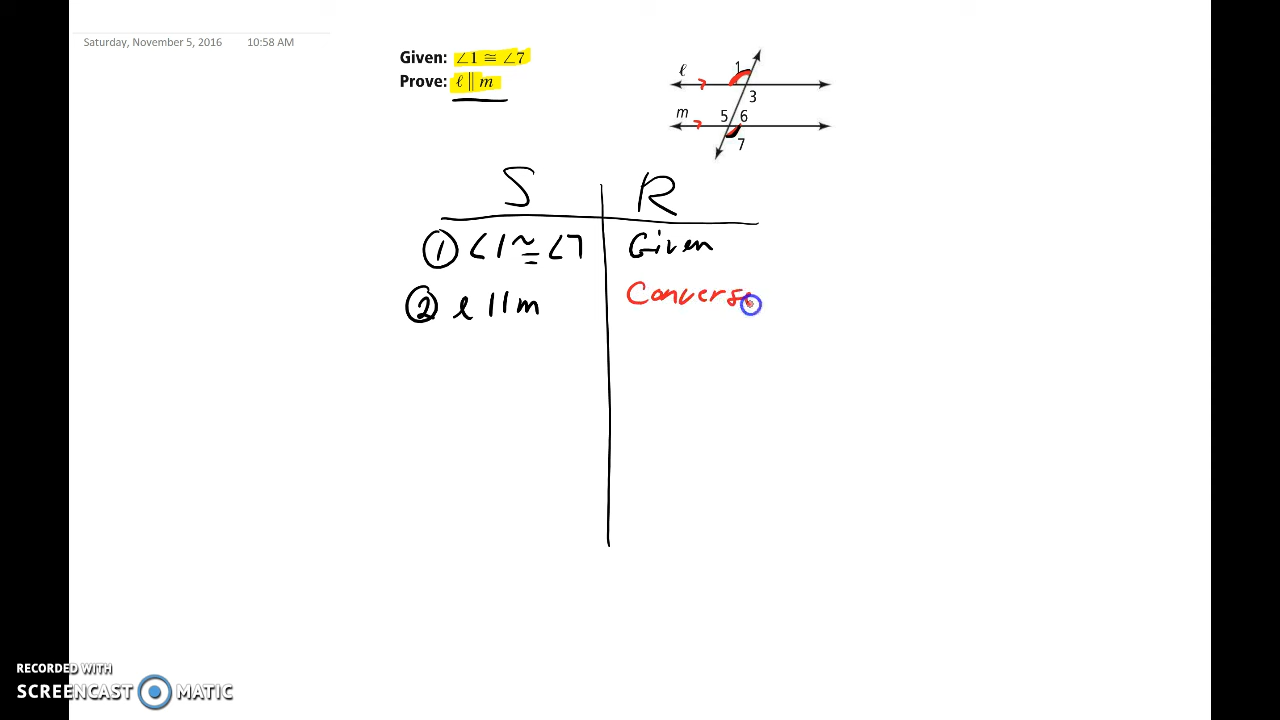 Saturday, November 5, 2016 10:58 AM
Given: ∠1 ≅ ∠7
Prove: ℓ ∥ m
ℓ 1
3
m 5 6
7
S R
① ∠1 ≅ ∠7 Given
② ℓ ∥ m Convers
RECORDED WITH
SCREENCAST MATIC